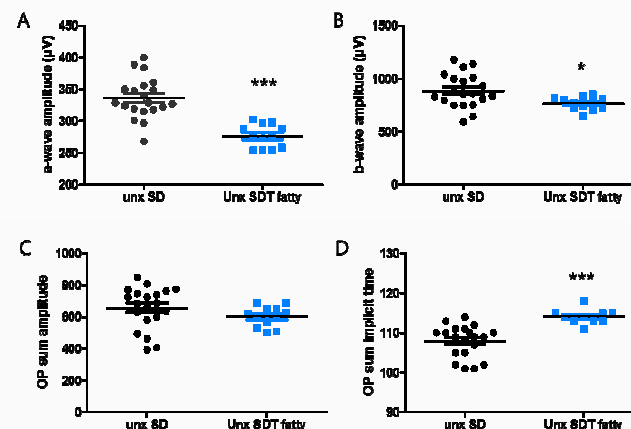 A
a-wave amplitude (µV)
450
400
350
300
250
200
***
unx SD
Unx SDT fatty
B
b-wave amplitude (µV)
1500
1000
500
0
*
unx SD
Unx SDT fatty
C
OP sum amplitude
1000
800
600
400
200
0
unx SD
Unx SDT fatty
D
OP sum implicit time
130
120
110
100
90
***
unx SD
Unx SDT fatty